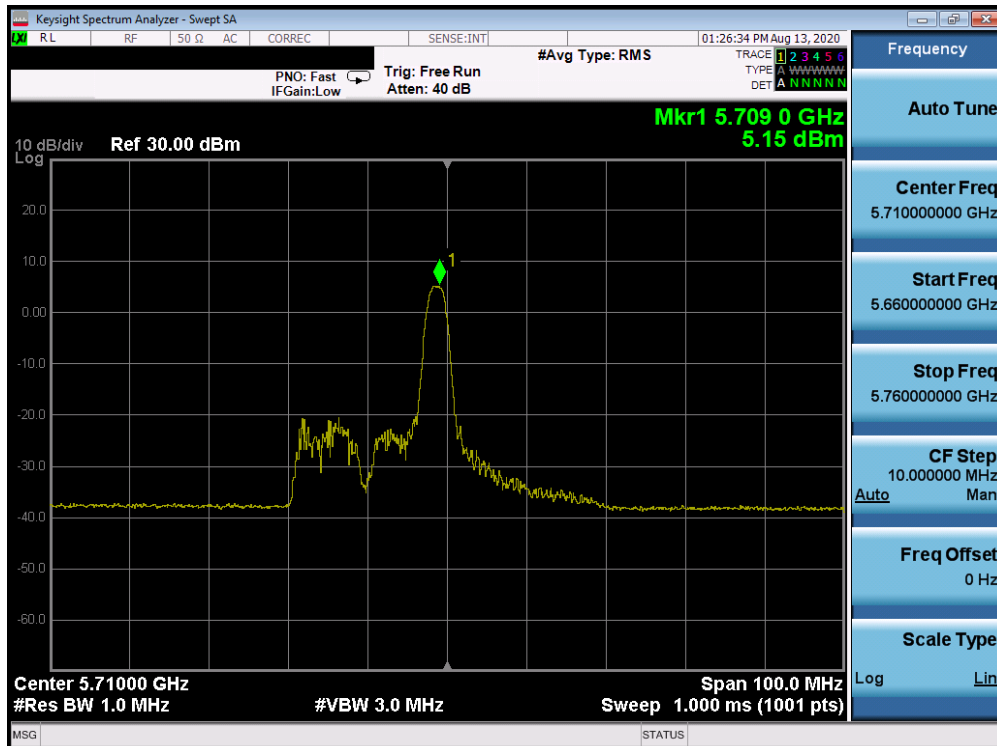 Keysight Spectrum Analyzer - Swept SA
LXI RL RF 50 Ω AC CORREC SENSE:INT 01:26:34 PM Aug 13, 2020
#Avg Type: RMS TRACE 1 2 3 4 5 6
PNO: Fast Trig: Free Run TYPE A WWWWW
IFGain:Low Atten: 40 dB DET A N N N N N
Mkr1 5.709 0 GHz
5.15 dBm
10 dB/div Ref 30.00 dBm
Log
20.0
1
10.0
0.00
-10.0
-20.0
-30.0
-40.0
-50.0
-60.0
Center 5.71000 GHz Span 100.0 MHz
#Res BW 1.0 MHz #VBW 3.0 MHz Sweep 1.000 ms (1001 pts)
MSG STATUS
Frequency
Auto Tune
Center Freq
5.710000000 GHz
Start Freq
5.660000000 GHz
Stop Freq
5.760000000 GHz
CF Step
10.000000 MHz
Auto Man
Freq Offset
0 Hz
Scale Type
Log Lin